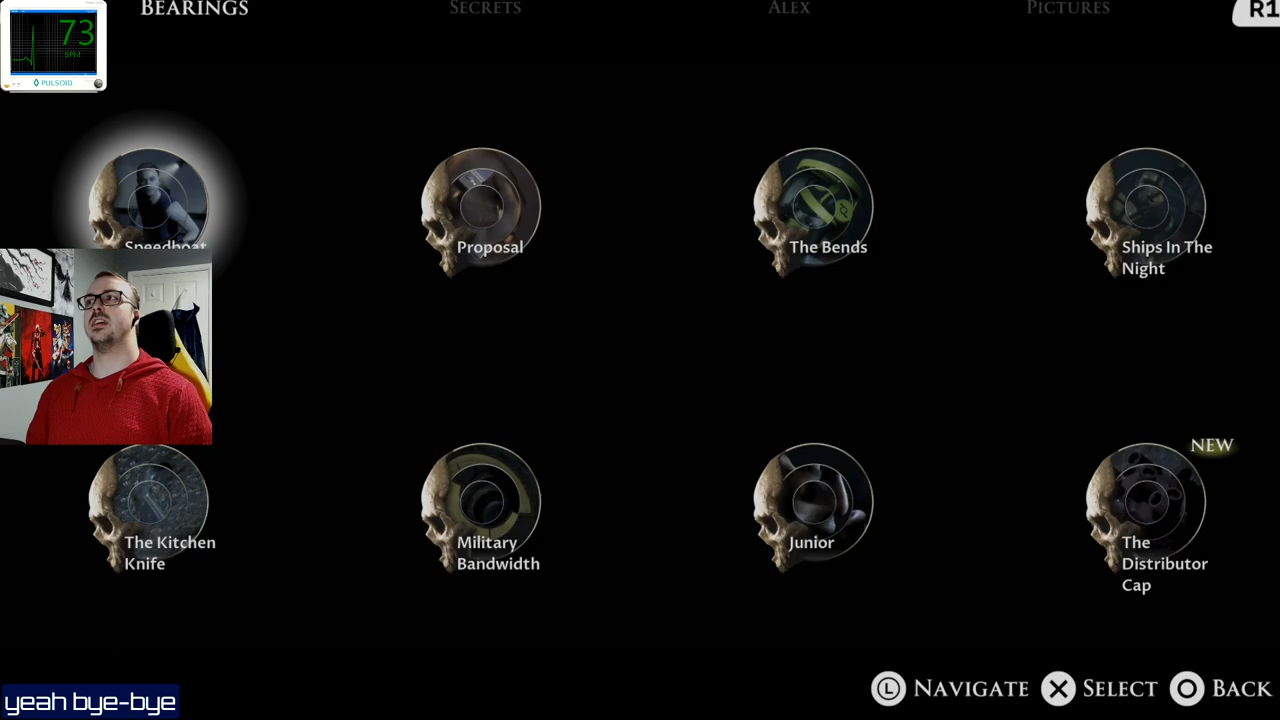 BEARINGS
SECRETS
ALEX
PICTURES
R1
73
BPM
PULSOID
Speedboat
Proposal
The Bends
Ships In The
Night
NEW
The Kitchen
Knife
Military
Bandwidth
Junior
The
Distributor
Cap
L NAVIGATE
SELECT
BACK
yeah bye-bye